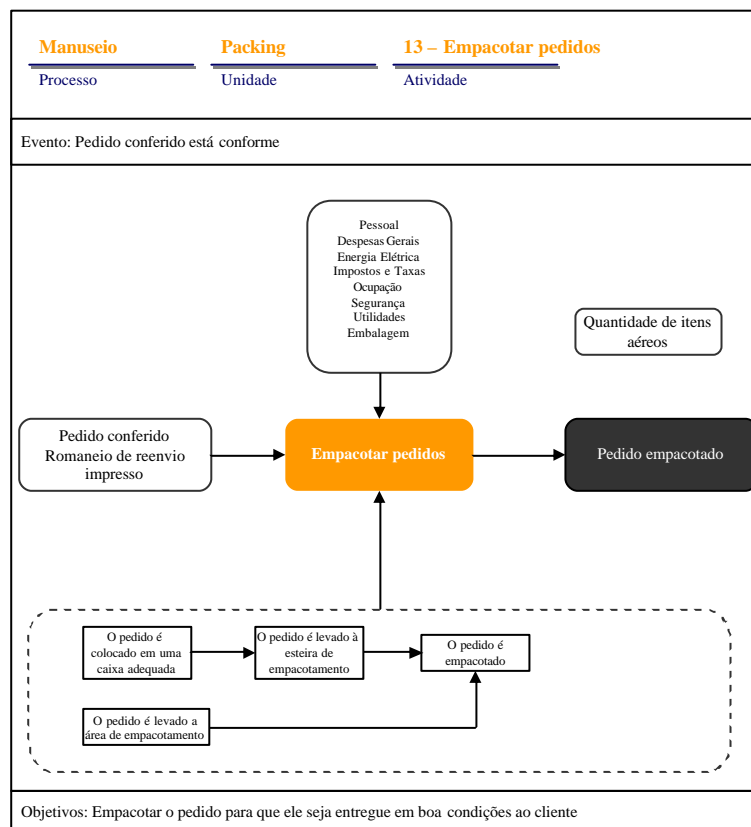 Manuseio
Packing
13 – Empacotar pedidos
Processo
Unidade
Atividade
Evento: Pedido conferido está conforme
Pessoal
Despesas Gerais
Energia Elétrica
Impostos e Taxas
Ocupação
Segurança
Utilidades
Embalagem
Quantidade de itens
aéreos
Pedido conferido
Romaneio de reenvio
impresso
Empacotar pedidos
Pedido empacotado
O pedido é
colocado em uma
caixa adequada
O pedido é levado à
esteira de
empacotamento
O pedido é
empacotado
O pedido é levado a
área de empacotamento
Objetivos: Empacotar o pedido para que ele seja entregue em boa condições ao cliente